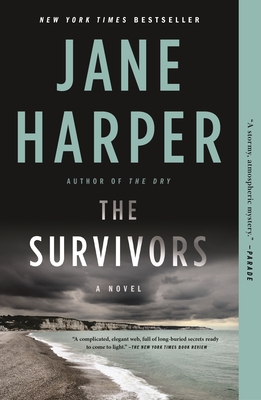 NEW YORK TIMES BESTSELLER
JANE
HARPER
AUTHOR OF THE DRY
THE
SURVIVORS
A NOVEL
"A complicated, elegant web, full of long-buried secrets ready
to come to light." —THE NEW YORK TIMES BOOK REVIEW
"A stormy, atmospheric mystery." —PARADE